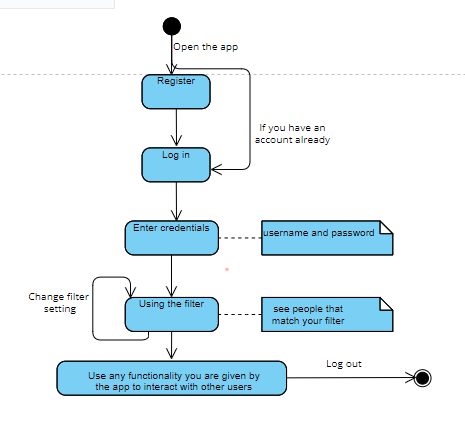 Open the app
Register
If you have an
account already
Log in
Enter credentials
username and password
Change filter
setting
Using the filter
see people that
match your filter
Log out
Use any functionality you are given by
the app to interact with other users